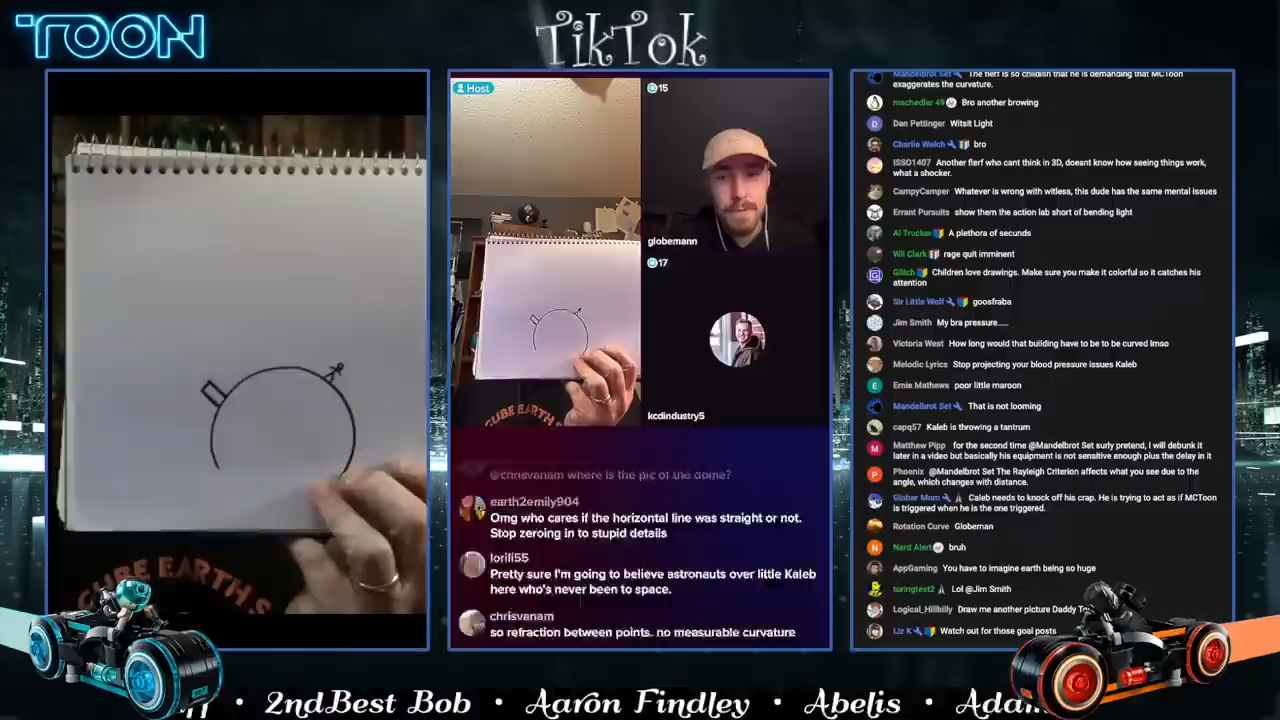 TOON
TikTok
Host
15
globemann
17
kcdindustry5
CUBE EARTH S
CUBE EARTH
@chrisvanam where is the pic of the dome?
earth2emily904
Omg who cares if the horizontal line was straight or not.
Stop zeroing in to stupid details
lorili55
Pretty sure I'm going to believe astronauts over little Kaleb
here who's never been to space.
chrisvanam
so refraction between points. no measurable curvature
Mandelbrot Set The flerf is so childish that he is demanding that MCToon
exaggerates the curvature.
mschedler 49 Bro another browing
Dan Pettinger Witsit Light
Charlie Welch bro
ISSO1407 Another flerf who cant think in 3D, doesnt know how seeing things work,
what a shocker.
CampyCamper Whatever is wrong with witless, this dude has the same mental issues
Errant Pursuits show them the action lab short of bending light
Al Trucker A plethora of seconds
Wil Clark rage quit imminent
Glitch Children love drawings. Make sure you make it colorful so it catches his
attention
Sir Little Wolf goosfraba
Jim Smith My bra pressure.....
Victoria West How long would that building have to be to be curved lmso
Melodic Lyrics Stop projecting your blood pressure issues Kaleb
Ernie Mathews poor little maroon
Mandelbrot Set That is not looming
capq57 Kaleb is throwing a tantrum
Matthew Pipp for the second time @Mandelbrot Set surly pretend, I will debunk it
later in a video but basically his equipment is not sensitive enough plus the delay in it
Phoenix @Mandelbrot Set The Rayleigh Criterion affects what you see due to the
angle, which changes with distance.
Glober Mom Caleb needs to knock off his crap. He is trying to act as if MCToon
is triggered when he is the one triggered.
Rotation Curve Globeman
Nerd Alert bruh
AppGaming You have to imagine earth being so huge
turingtest2 Lol @Jim Smith
Logical_Hillbilly Draw me another picture Daddy
Liz K Watch out for those goal posts
• 2ndBest Bob • Aaron Findley • Abelis •